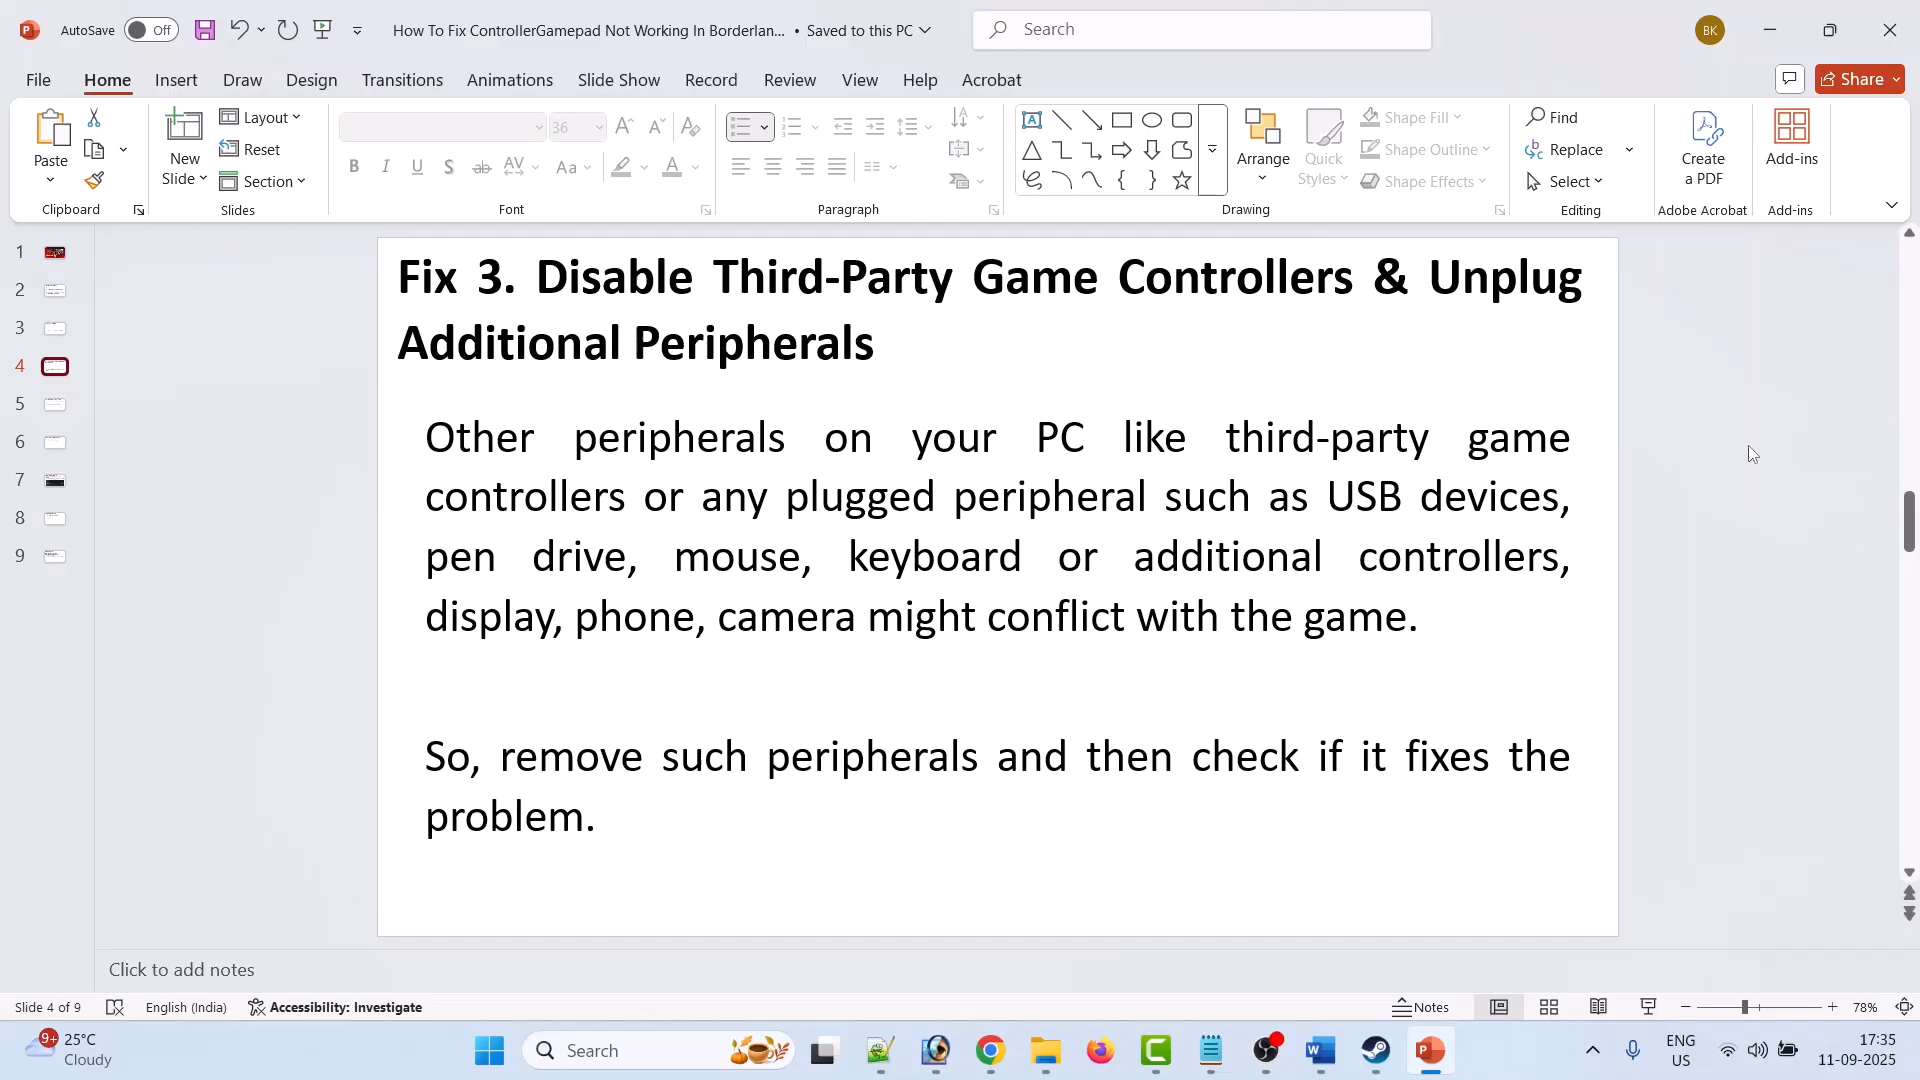 AutoSave Off How To Fix ControllerGamepad Not Working In Borderlan... • Saved to this PC Search BK
File Home Insert Draw Design Transitions Animations Slide Show Record Review View Help Acrobat Share
Paste New Slide Layout Reset Section 36 Arrange Quick Styles Shape Fill Shape Outline Shape Effects Find Replace Select Create a PDF Add-ins
Clipboard Slides Font Paragraph Drawing Editing Adobe Acrobat Add-ins
1
2
3
4
5
6
7
8
9
Fix 3. Disable Third-Party Game Controllers & Unplug
Additional Peripherals
Other peripherals on your PC like third-party game
controllers or any plugged peripheral such as USB devices,
pen drive, mouse, keyboard or additional controllers,
display, phone, camera might conflict with the game.
So, remove such peripherals and then check if it fixes the
problem.
Click to add notes
Slide 4 of 9 English (India) Accessibility: Investigate Notes 78%
9+ 25°C Search ENG 17:35
Cloudy US 11-09-2025